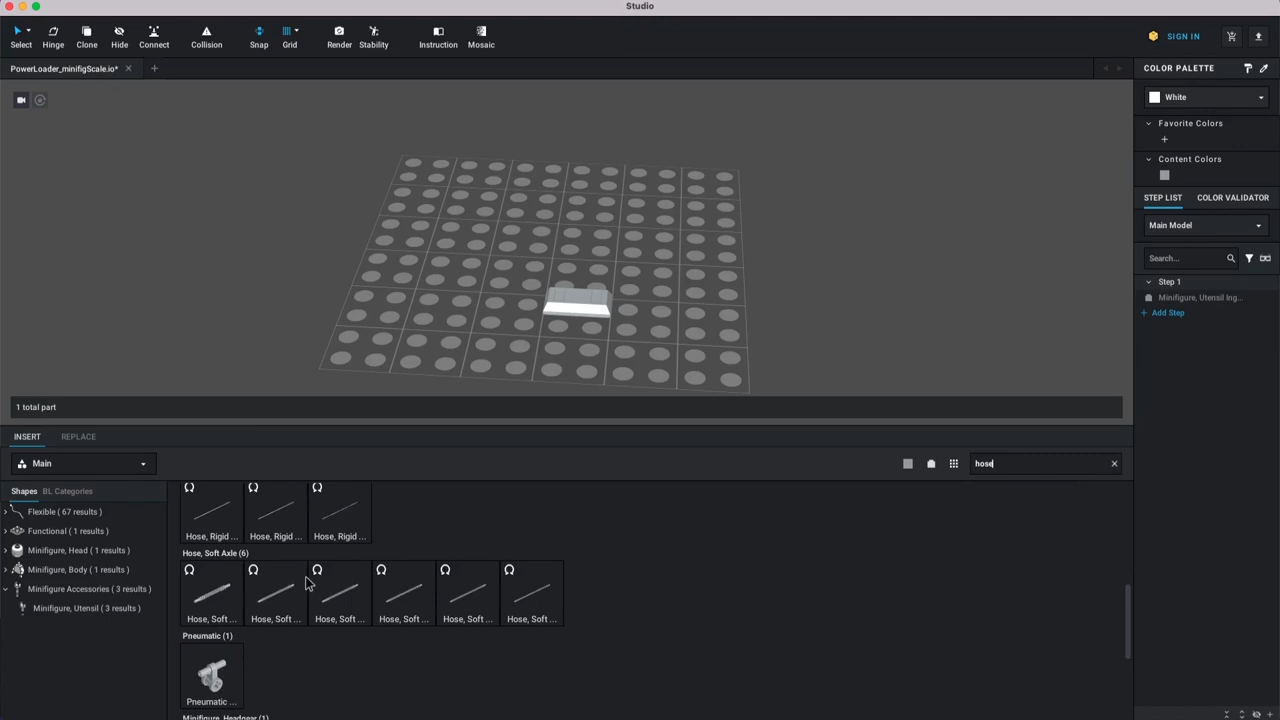 Studio
Select Hinge Clone Hide Connect Collision Snap Grid Render Stability Instruction Mosaic SIGN IN
PowerLoader_minifigScale.io*
COLOR PALETTE
White
Favorite Colors
Content Colors
STEP LIST COLOR VALIDATOR
Main Model
Search...
Step 1
Minifigure, Utensil Ing...
+ Add Step
1 total part
INSERT REPLACE
Main
hose
Shapes BL Categories
Flexible ( 67 results )
Functional ( 1 results )
Minifigure, Head ( 1 results )
Minifigure, Body ( 1 results )
Minifigure Accessories ( 3 results )
Minifigure, Utensil ( 3 results )
Hose, Rigid ... Hose, Rigid ... Hose, Rigid ...
Hose, Soft Axle (6)
Hose, Soft ... Hose, Soft ... Hose, Soft ... Hose, Soft ... Hose, Soft ... Hose, Soft ...
Pneumatic (1)
Pneumatic ...
Minifigure, Headgear (1)